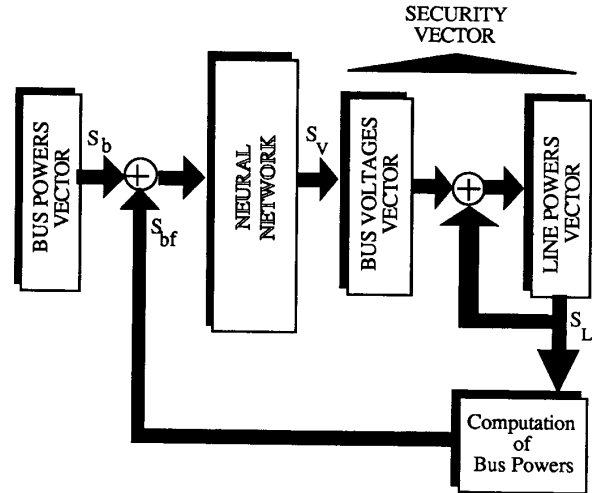 SECURITY
VECTOR
BUS POWERS
VECTOR
S_b
+
S_bf
NEURAL
NETWORK
S_v
BUS VOLTAGES
VECTOR
+
LINE POWERS
VECTOR
S_L
Computation
of
Bus Powers